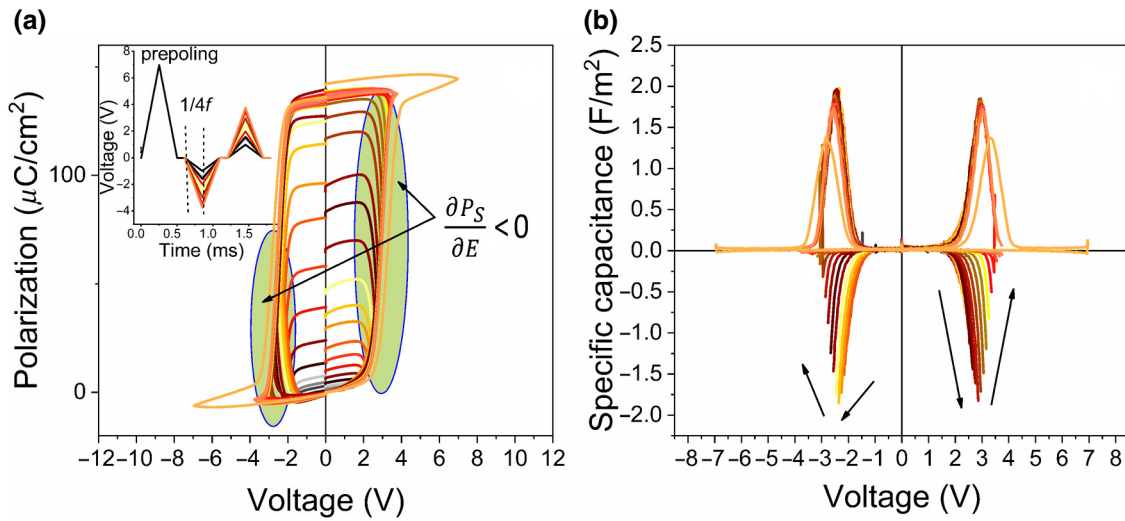 (a)
Polarization (μC/cm²)
100
0
−12 −10 −8 −6 −4 −2 0 2 4 6 8 10 12
Voltage (V)
prepoling
1/4f
Voltage (V)
8
6
4
2
0
−2
−4
0.0 0.5 1.0 1.5 2.0
Time (ms)
∂P_S/∂E < 0
(b)
Specific capacitance (F/m²)
2.5
2.0
1.5
1.0
0.5
0.0
−0.5
−1.0
−1.5
−2.0
−8 −7 −6 −5 −4 −3 −2 −1 0 1 2 3 4 5 6 7 8
Voltage (V)